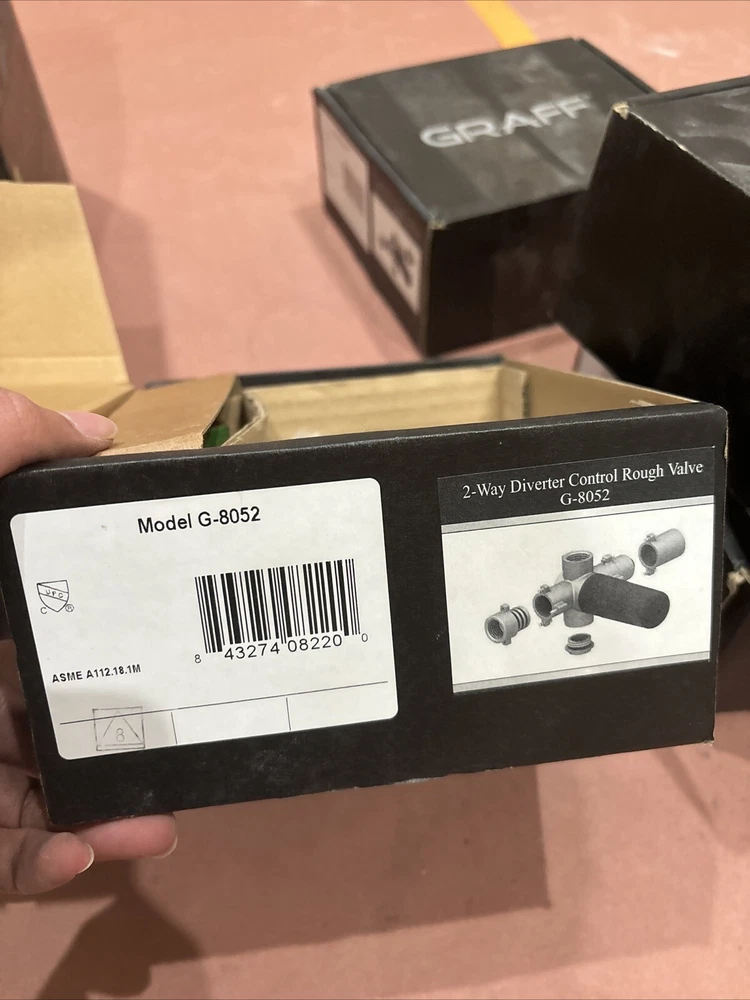 GRAFF
Model G-8052
2-Way Diverter Control Rough Valve
G-8052
UPC
C ®
8 43274 08220 0
ASME A112.18.1M
8